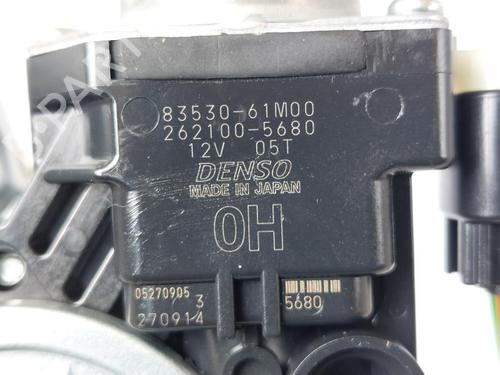 83530-61M00
262100-5680
12V 05T
DENSO
MADE IN JAPAN
0H
05270905
3
270914
5680